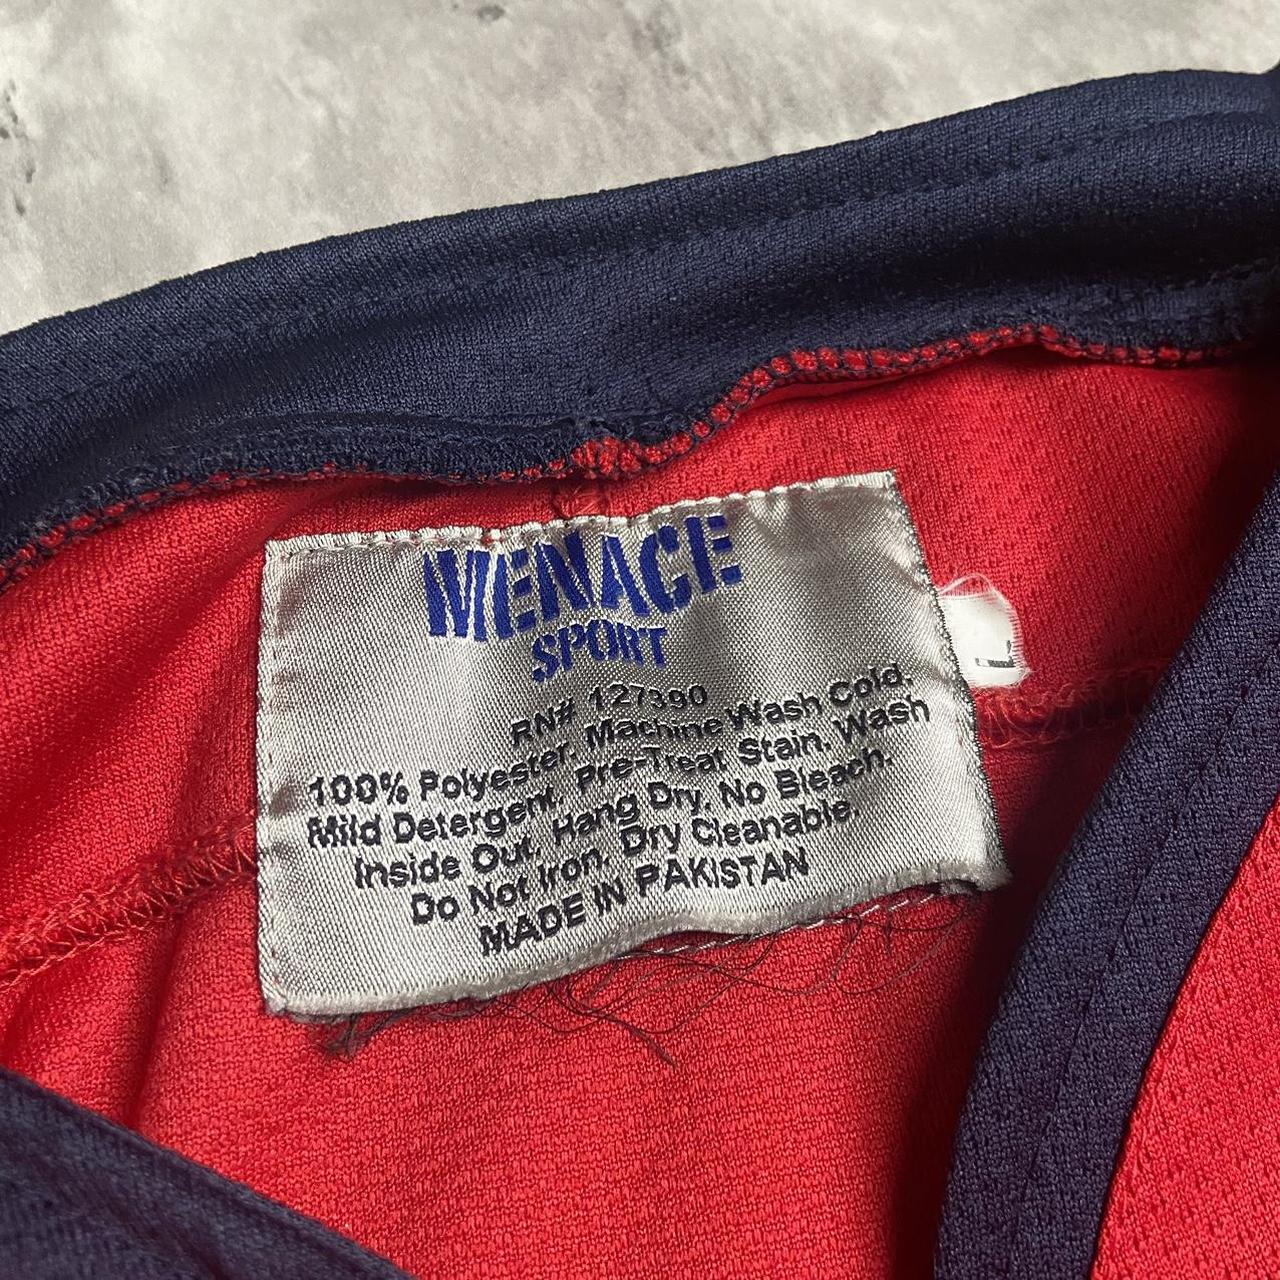 MENACE
SPORT
RN# 127390
100% Polyester. Machine Wash Cold.
Mild Detergent. Pre-Treat Stain. Wash
Inside Out. Hang Dry. No Bleach.
Do Not Iron. Dry Cleanable.
MADE IN PAKISTAN
L